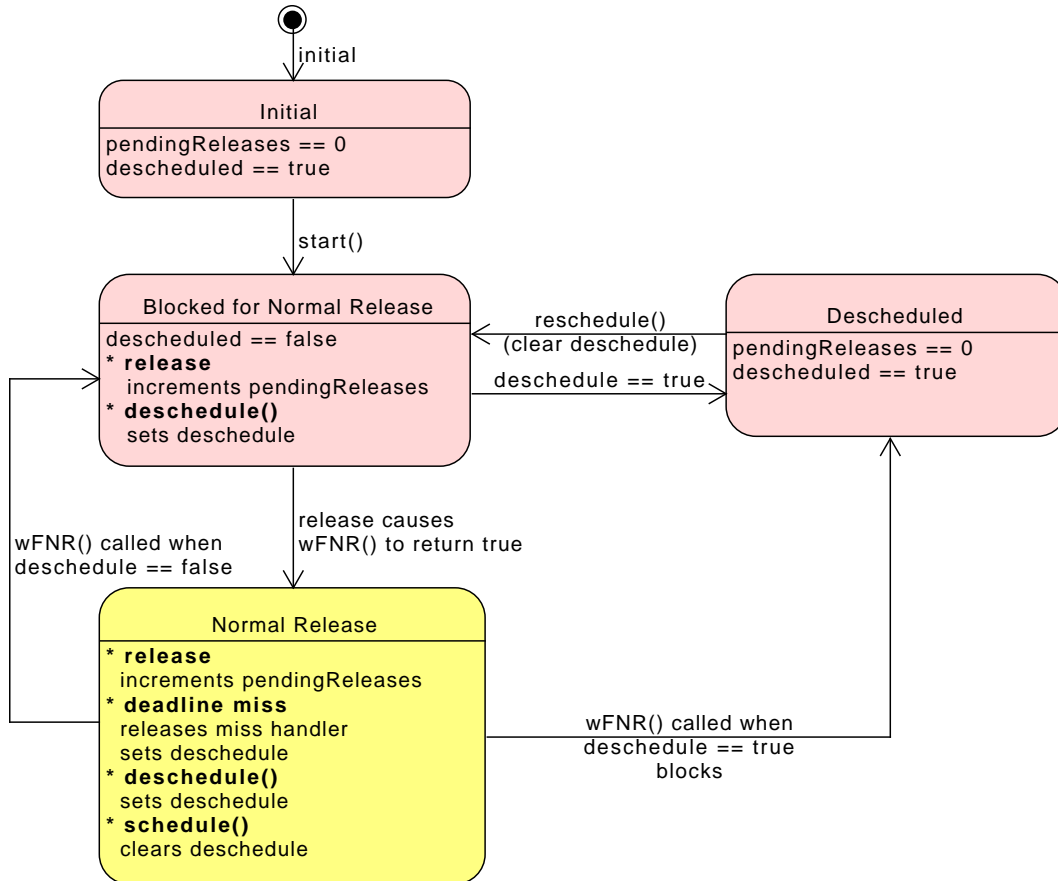 initial
Initial
pendingReleases == 0
descheduled == true
start()
Blocked for Normal Release
descheduled == false
* release
increments pendingReleases
* deschedule()
sets deschedule
reschedule()
(clear deschedule)
deschedule == true
Descheduled
pendingReleases == 0
descheduled == true
wFNR() called when
deschedule == false
release causes
wFNR() to return true
Normal Release
* release
increments pendingReleases
* deadline miss
releases miss handler
sets deschedule
* deschedule()
sets deschedule
* schedule()
clears deschedule
wFNR() called when
deschedule == true
blocks